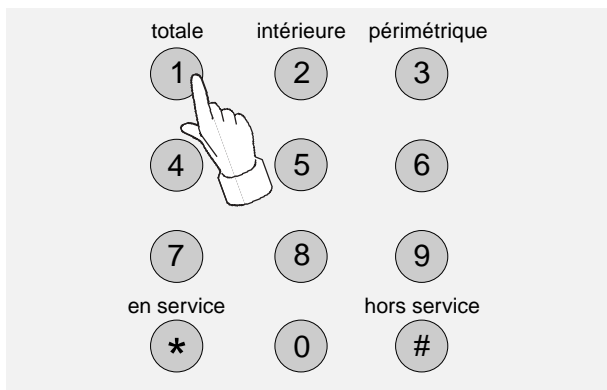 totale intérieure périmétrique
1 2 3
4 5 6
7 8 9
en service hors service
* 0 #